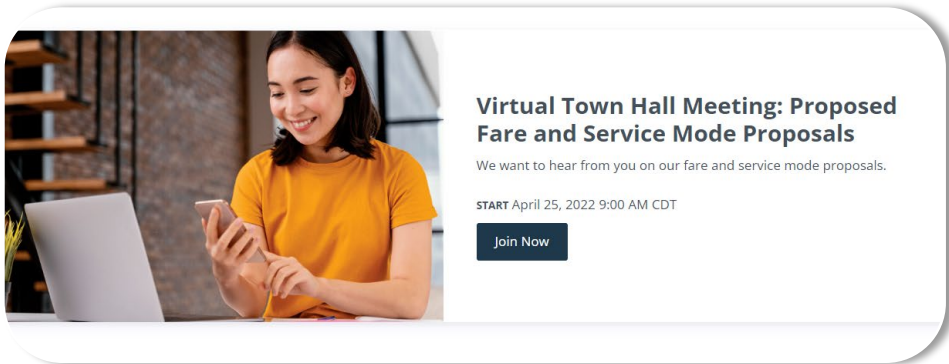 Virtual Town Hall Meeting: Proposed
Fare and Service Mode Proposals
We want to hear from you on our fare and service mode proposals.
START April 25, 2022 9:00 AM CDT
Join Now